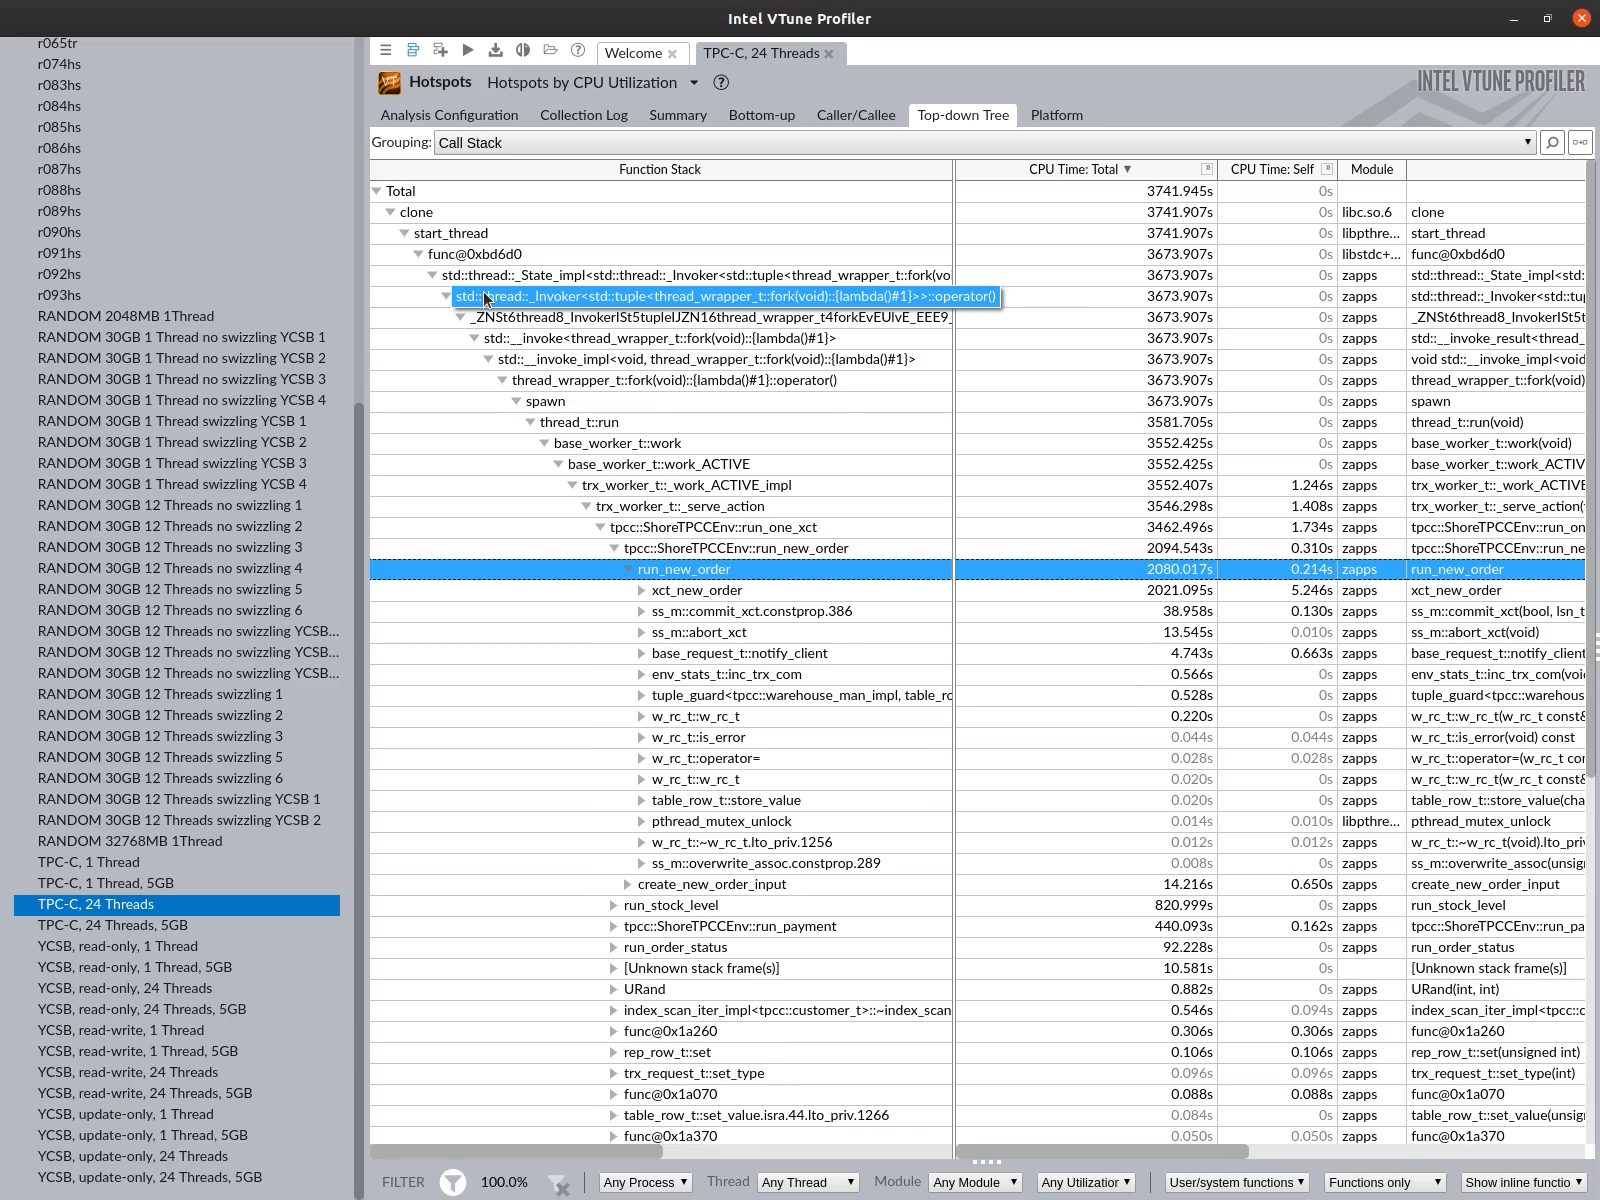 Intel VTune Profiler
r065tr
r074hs
r083hs
r084hs
r085hs
r086hs
r087hs
r088hs
r089hs
r090hs
r091hs
r092hs
r093hs
RANDOM 2048MB 1Thread
RANDOM 30GB 1 Thread no swizzling YCSB 1
RANDOM 30GB 1 Thread no swizzling YCSB 2
RANDOM 30GB 1 Thread no swizzling YCSB 3
RANDOM 30GB 1 Thread no swizzling YCSB 4
RANDOM 30GB 1 Thread swizzling YCSB 1
RANDOM 30GB 1 Thread swizzling YCSB 2
RANDOM 30GB 1 Thread swizzling YCSB 3
RANDOM 30GB 1 Thread swizzling YCSB 4
RANDOM 30GB 12 Threads no swizzling 1
RANDOM 30GB 12 Threads no swizzling 2
RANDOM 30GB 12 Threads no swizzling 3
RANDOM 30GB 12 Threads no swizzling 4
RANDOM 30GB 12 Threads no swizzling 5
RANDOM 30GB 12 Threads no swizzling 6
RANDOM 30GB 12 Threads no swizzling YCSB...
RANDOM 30GB 12 Threads no swizzling YCSB...
RANDOM 30GB 12 Threads no swizzling YCSB...
RANDOM 30GB 12 Threads swizzling 1
RANDOM 30GB 12 Threads swizzling 2
RANDOM 30GB 12 Threads swizzling 3
RANDOM 30GB 12 Threads swizzling 5
RANDOM 30GB 12 Threads swizzling 6
RANDOM 30GB 12 Threads swizzling YCSB 1
RANDOM 30GB 12 Threads swizzling YCSB 2
RANDOM 32768MB 1Thread
TPC-C, 1 Thread
TPC-C, 1 Thread, 5GB
TPC-C, 24 Threads
TPC-C, 24 Threads, 5GB
YCSB, read-only, 1 Thread
YCSB, read-only, 1 Thread, 5GB
YCSB, read-only, 24 Threads
YCSB, read-only, 24 Threads, 5GB
YCSB, read-write, 1 Thread
YCSB, read-write, 1 Thread, 5GB
YCSB, read-write, 24 Threads
YCSB, read-write, 24 Threads, 5GB
YCSB, update-only, 1 Thread
YCSB, update-only, 1 Thread, 5GB
YCSB, update-only, 24 Threads
YCSB, update-only, 24 Threads, 5GB
Welcome TPC-C, 24 Threads
Hotspots Hotspots by CPU Utilization INTEL VTUNE PROFILER
Analysis Configuration Collection Log Summary Bottom-up Caller/Callee Top-down Tree Platform
Grouping: Call Stack
Function Stack CPU Time: Total CPU Time: Self Module
Total 3741.945s 0s
clone 3741.907s 0s libc.so.6 clone
start_thread 3741.907s 0s libpthre... start_thread
func@0xbd6d0 3673.907s 0s libstdc+... func@0xbd6d0
std::thread::_State_impl<std::thread::_Invoker<std::tuple<thread_wrapper_t::fork(voi 3673.907s 0s zapps std::thread::_State_impl<std:
std::thread::_Invoker<std::tuple<thread_wrapper_t::fork(void)::{lambda()#1}>>::operator() 3673.907s 0s zapps std::thread::_Invoker<std::tup
_ZNSt6thread8_InvokerISt5tupleIJZN16thread_wrapper_t4forkEvEUlvE_EEE9_ 3673.907s 0s zapps _ZNSt6thread8_InvokerISt5t
std::__invoke<thread_wrapper_t::fork(void)::{lambda()#1}> 3673.907s 0s zapps std::__invoke_result<thread_
std::__invoke_impl<void, thread_wrapper_t::fork(void)::{lambda()#1}> 3673.907s 0s zapps void std::__invoke_impl<void
thread_wrapper_t::fork(void)::{lambda()#1}::operator() 3673.907s 0s zapps thread_wrapper_t::fork(void)
spawn 3673.907s 0s zapps spawn
thread_t::run 3581.705s 0s zapps thread_t::run(void)
base_worker_t::work 3552.425s 0s zapps base_worker_t::work(void)
base_worker_t::work_ACTIVE 3552.425s 0s zapps base_worker_t::work_ACTIV
trx_worker_t::_work_ACTIVE_impl 3552.407s 1.246s zapps trx_worker_t::_work_ACTIVE
trx_worker_t::_serve_action 3546.298s 1.408s zapps trx_worker_t::_serve_action(
tpcc::ShoreTPCCEnv::run_one_xct 3462.496s 1.734s zapps tpcc::ShoreTPCCEnv::run_on
tpcc::ShoreTPCCEnv::run_new_order 2094.543s 0.310s zapps tpcc::ShoreTPCCEnv::run_ne
run_new_order 2080.017s 0.214s zapps run_new_order
xct_new_order 2021.095s 5.246s zapps xct_new_order
ss_m::commit_xct.constprop.386 38.958s 0.130s zapps ss_m::commit_xct(bool, lsn_t
ss_m::abort_xct 13.545s 0.010s zapps ss_m::abort_xct(void)
base_request_t::notify_client 4.743s 0.663s zapps base_request_t::notify_client
env_stats_t::inc_trx_com 0.566s 0s zapps env_stats_t::inc_trx_com(voi
tuple_guard<tpcc::warehouse_man_impl, table_ro 0.528s 0s zapps tuple_guard<tpcc::warehous
w_rc_t::w_rc_t 0.220s 0s zapps w_rc_t::w_rc_t(w_rc_t const&
w_rc_t::is_error 0.044s 0.044s zapps w_rc_t::is_error(void) const
w_rc_t::operator= 0.028s 0.028s zapps w_rc_t::operator=(w_rc_t cor
w_rc_t::w_rc_t 0.020s 0s zapps w_rc_t::w_rc_t(w_rc_t const&
table_row_t::store_value 0.020s 0s zapps table_row_t::store_value(cha
pthread_mutex_unlock 0.014s 0.010s libpthre... pthread_mutex_unlock
w_rc_t::~w_rc_t.lto_priv.1256 0.012s 0.012s zapps w_rc_t::~w_rc_t(void).lto_priv
ss_m::overwrite_assoc.constprop.289 0.008s 0s zapps ss_m::overwrite_assoc(unsig
create_new_order_input 14.216s 0.650s zapps create_new_order_input
run_stock_level 820.999s 0s zapps run_stock_level
tpcc::ShoreTPCCEnv::run_payment 440.093s 0.162s zapps tpcc::ShoreTPCCEnv::run_pa
run_order_status 92.228s 0s zapps run_order_status
[Unknown stack frame(s)] 10.581s 0s [Unknown stack frame(s)]
URand 0.882s 0s zapps URand(int, int)
index_scan_iter_impl<tpcc::customer_t>::~index_scan 0.546s 0.094s zapps index_scan_iter_impl<tpcc::c
func@0x1a260 0.306s 0.306s zapps func@0x1a260
rep_row_t::set 0.106s 0.106s zapps rep_row_t::set(unsigned int)
trx_request_t::set_type 0.096s 0.096s zapps trx_request_t::set_type(int)
func@0x1a070 0.088s 0.088s zapps func@0x1a070
table_row_t::set_value.isra.44.lto_priv.1266 0.084s 0s zapps table_row_t::set_value(unsig
func@0x1a370 0.050s 0.050s zapps func@0x1a370
FILTER 100.0% Any Process Thread Any Thread Module Any Module Any Utilization User/system functions Functions only Show inline functio